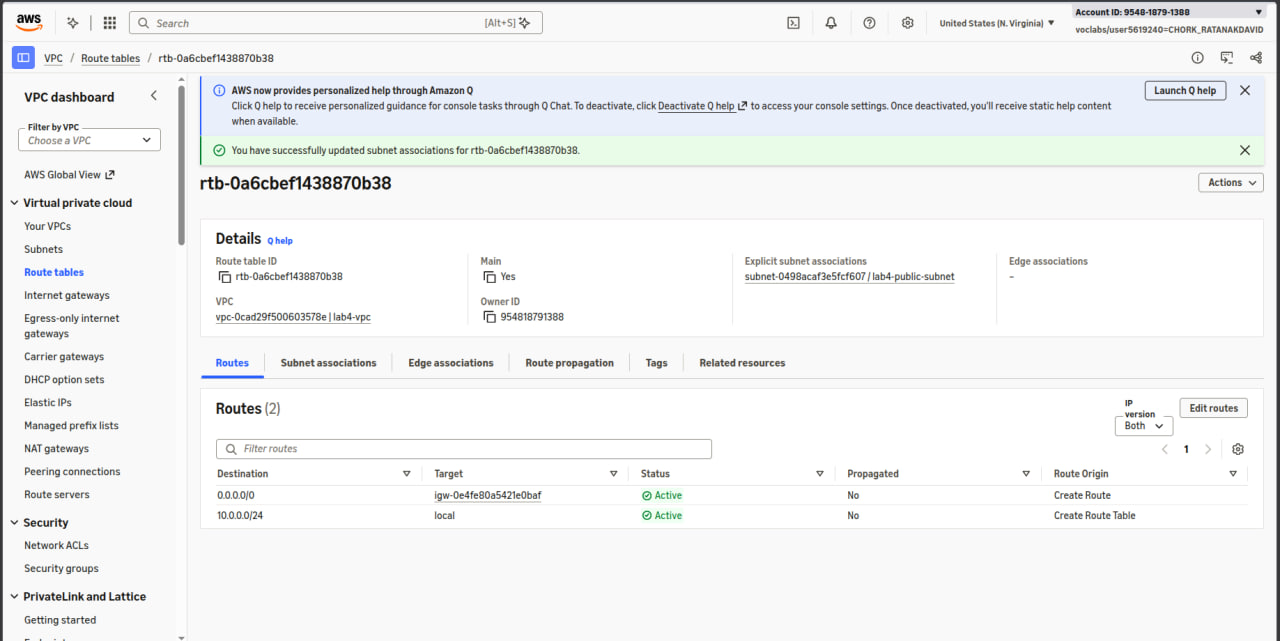 aws
Search
[Alt+S]
United States (N. Virginia)
Account ID: 9548-1879-1388
voclabs/user5619240=CHORK_RATANAKDAVID
VPC / Route tables / rtb-0a6cbef1438870b38
VPC dashboard
Filter by VPC
Choose a VPC
AWS Global View
Virtual private cloud
Your VPCs
Subnets
Route tables
Internet gateways
Egress-only internet
gateways
Carrier gateways
DHCP option sets
Elastic IPs
Managed prefix lists
NAT gateways
Peering connections
Route servers
Security
Network ACLs
Security groups
PrivateLink and Lattice
Getting started
AWS now provides personalized help through Amazon Q
Click Q help to receive personalized guidance for console tasks through Q Chat. To deactivate, click Deactivate Q help to access your console settings. Once deactivated, you'll receive static help content
when available.
Launch Q help
You have successfully updated subnet associations for rtb-0a6cbef1438870b38.
rtb-0a6cbef1438870b38
Actions
Details Q help
Route table ID
rtb-0a6cbef1438870b38
Main
Yes
Explicit subnet associations
subnet-0498acaf3e5fcf607 / lab4-public-subnet
Edge associations
–
VPC
vpc-0cad29f500603578e | lab4-vpc
Owner ID
954818791388
Routes Subnet associations Edge associations Route propagation Tags Related resources
Routes (2)
IP
version
Both
Edit routes
Filter routes
1
Destination Target Status Propagated Route Origin
0.0.0.0/0 igw-0e4fe80a5421e0baf Active No Create Route
10.0.0.0/24 local Active No Create Route Table